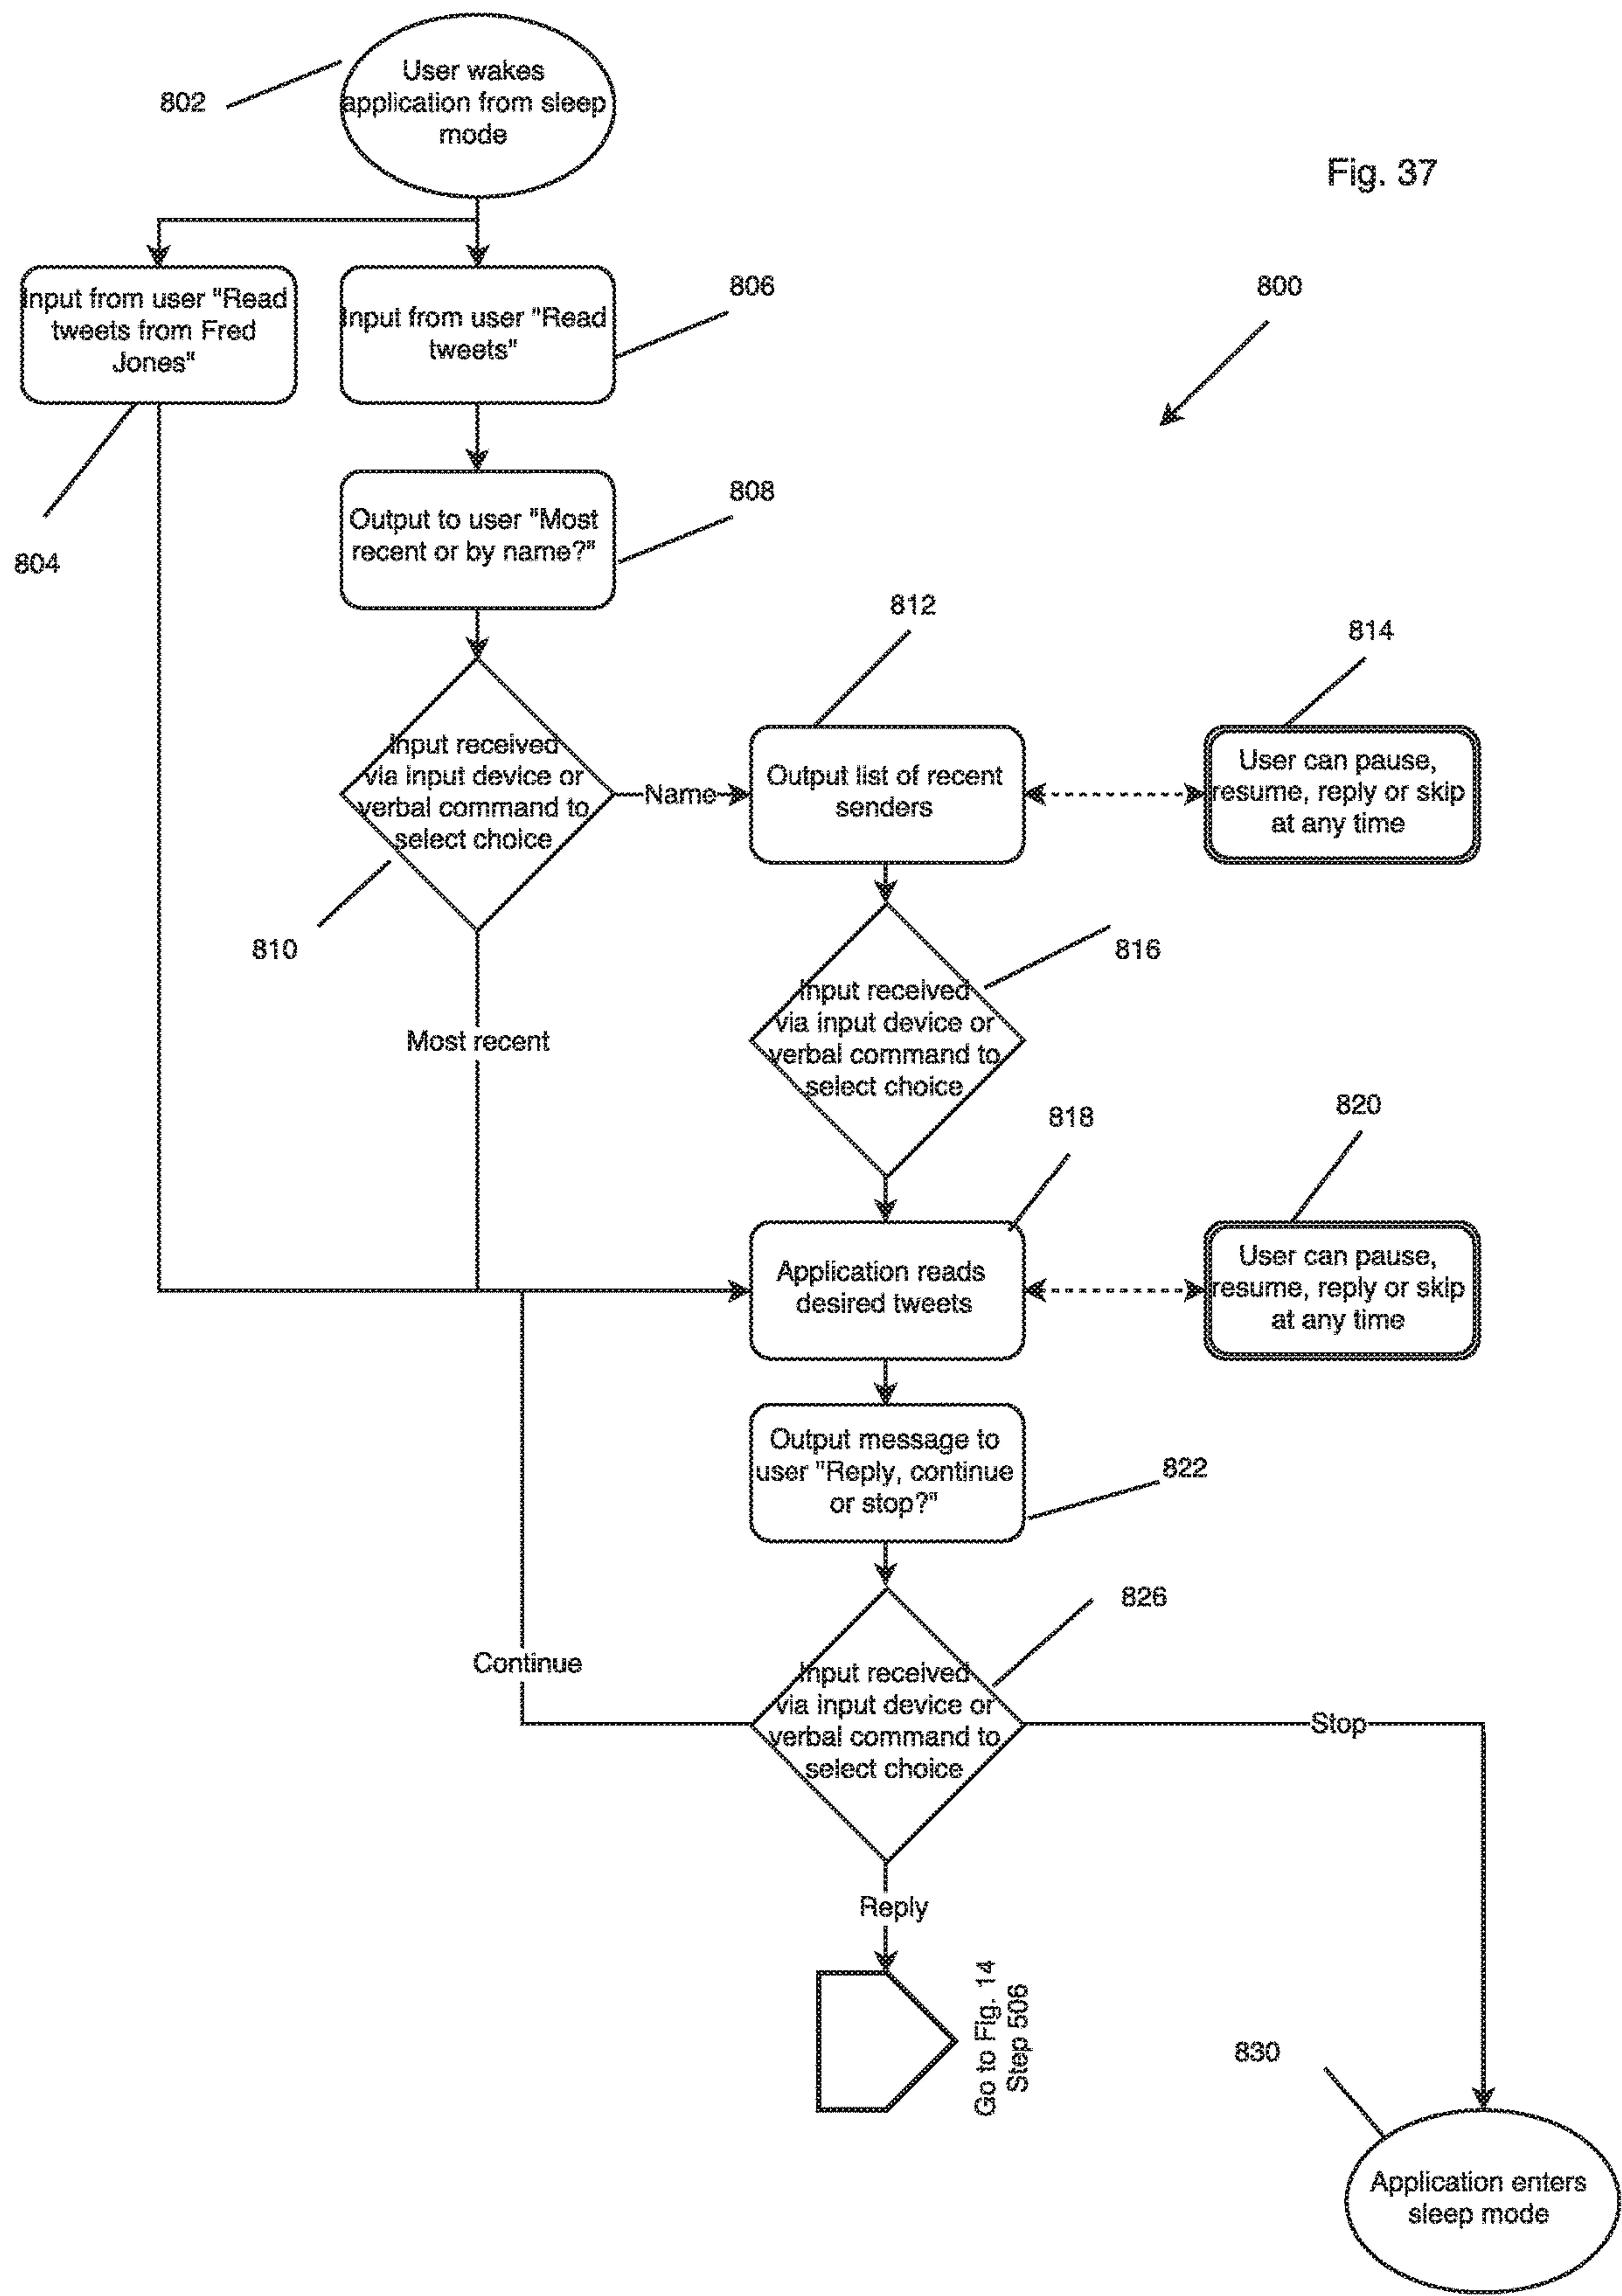 User wakes
application from sleep
mode
802
Fig. 37
Input from user "Read
tweets from Fred
Jones"
Input from user "Read
tweets"
806
800
804
Output to user "Most
recent or by name?"
808
812
814
Input received
via input device or
verbal command to
select choice
Name
Output list of recent
senders
User can pause,
resume, reply or skip
at any time
810
816
Input received
via input device or
verbal command to
select choice
Most recent
818
820
Application reads
desired tweets
User can pause,
resume, reply or skip
at any time
Output message to
user "Reply, continue
or stop?"
822
826
Continue
Input received
via input device or
verbal command to
select choice
Stop
Reply
Go to Fig. 14
Step 506
830
Application enters
sleep mode